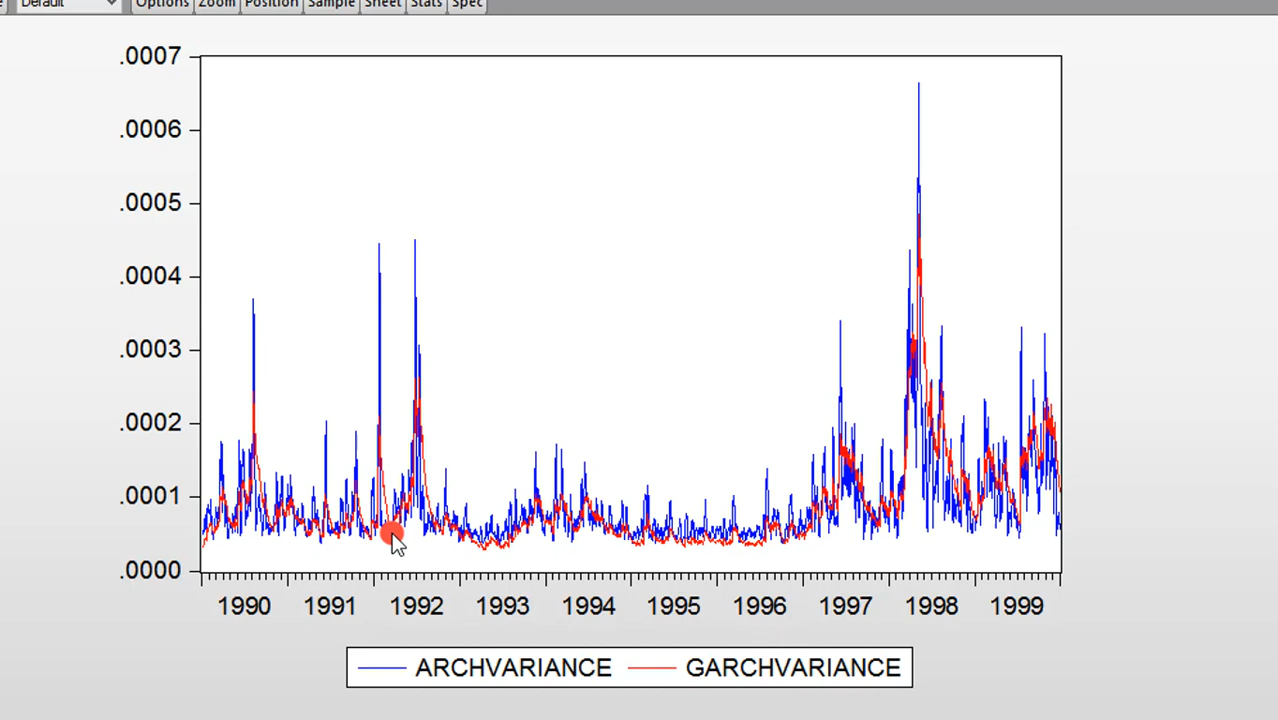 Default Options Zoom Position Sample Sheet Stats Spec
.0007
.0006
.0005
.0004
.0003
.0002
.0001
.0000
1990 1991 1992 1993 1994 1995 1996 1997 1998 1999
ARCHVARIANCE GARCHVARIANCE